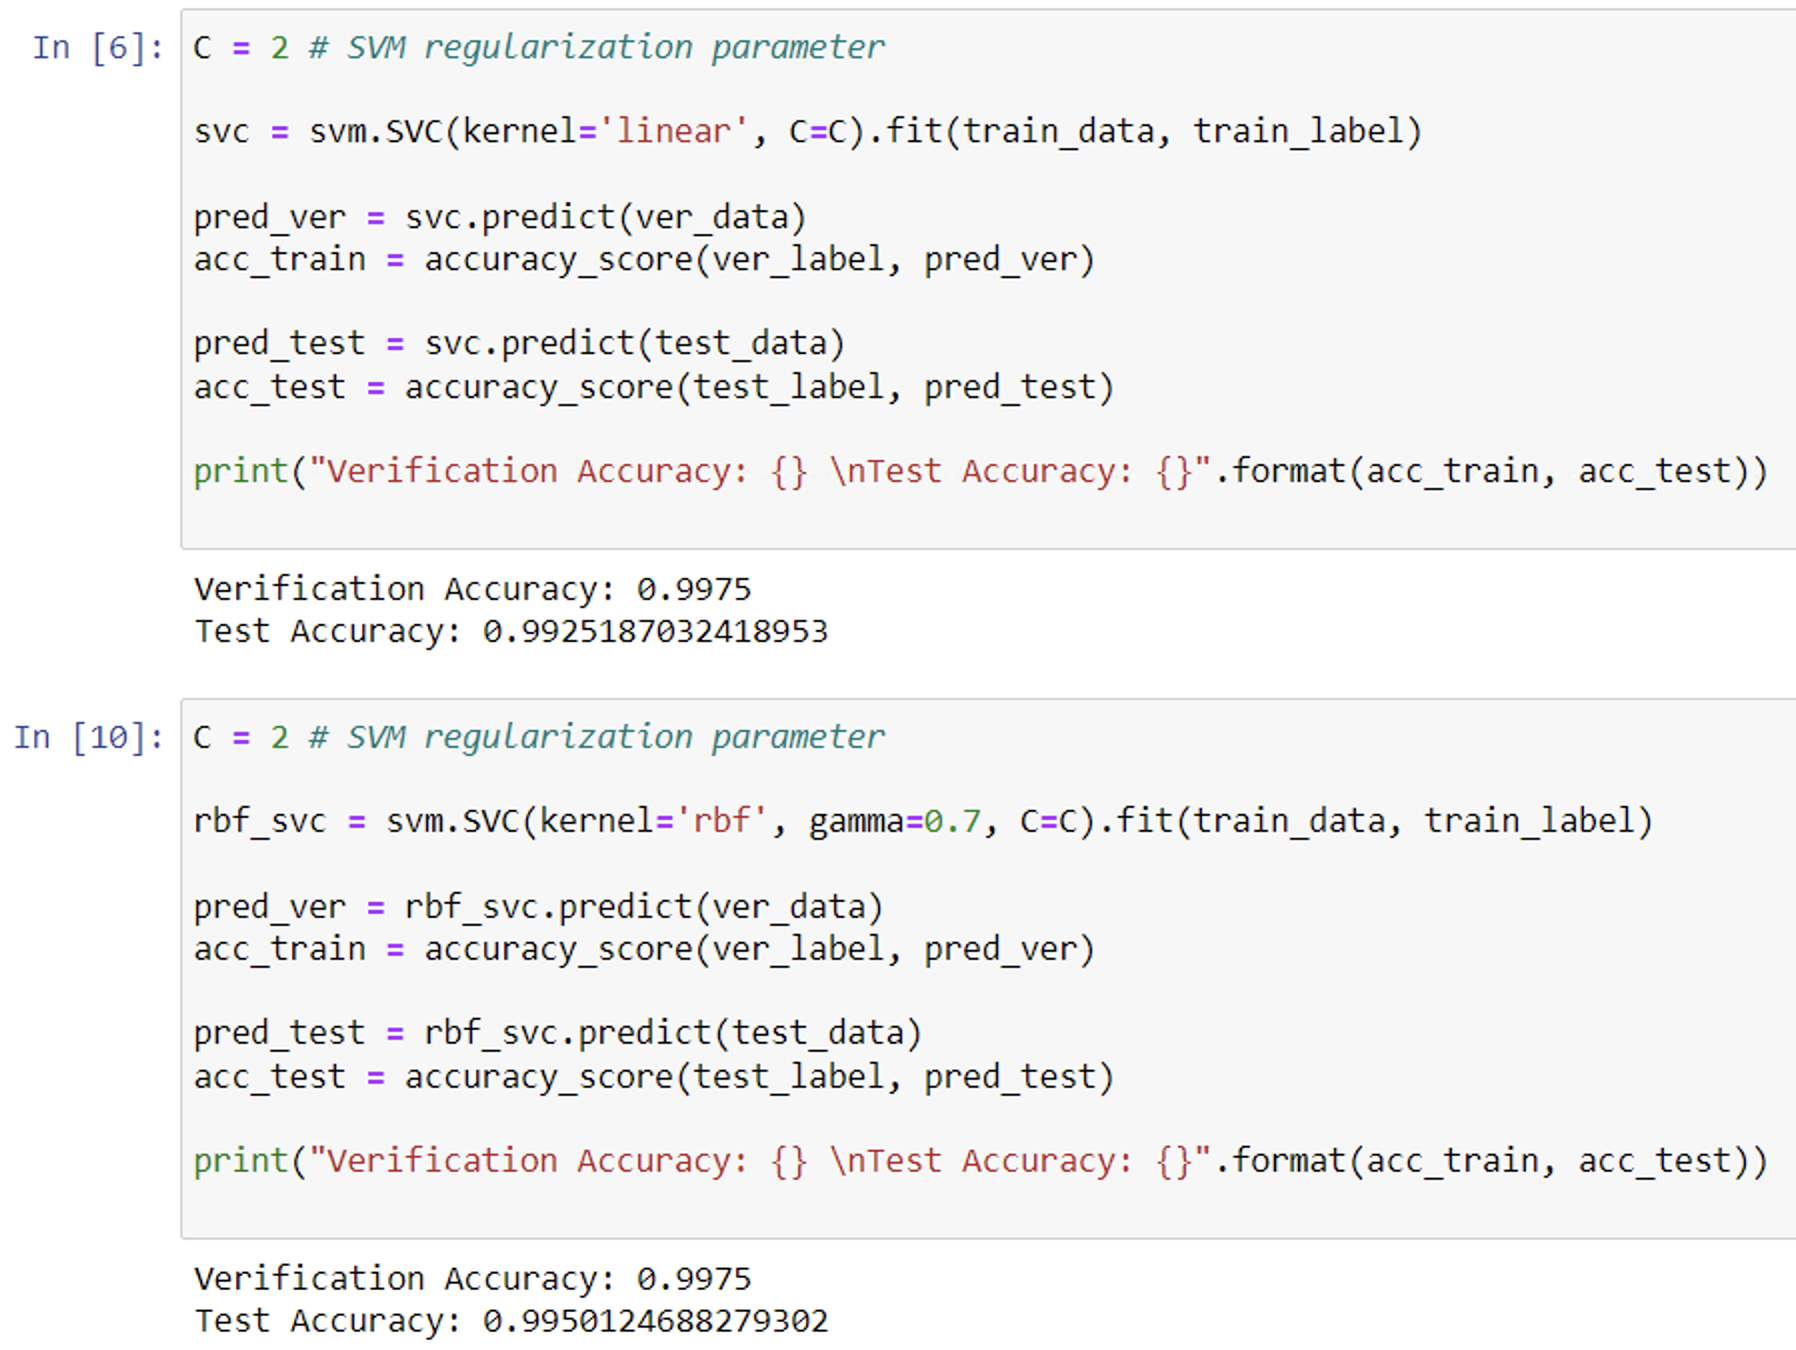 In [6]: C = 2 # SVM regularization parameter
svc = svm.SVC(kernel='linear', C=C).fit(train_data, train_label)
pred_ver = svc.predict(ver_data)
acc_train = accuracy_score(ver_label, pred_ver)
pred_test = svc.predict(test_data)
acc_test = accuracy_score(test_label, pred_test)
print("Verification Accuracy: {} \nTest Accuracy: {}".format(acc_train, acc_test))
Verification Accuracy: 0.9975
Test Accuracy: 0.9925187032418953
In [10]: C = 2 # SVM regularization parameter
rbf_svc = svm.SVC(kernel='rbf', gamma=0.7, C=C).fit(train_data, train_label)
pred_ver = rbf_svc.predict(ver_data)
acc_train = accuracy_score(ver_label, pred_ver)
pred_test = rbf_svc.predict(test_data)
acc_test = accuracy_score(test_label, pred_test)
print("Verification Accuracy: {} \nTest Accuracy: {}".format(acc_train, acc_test))
Verification Accuracy: 0.9975
Test Accuracy: 0.9950124688279302